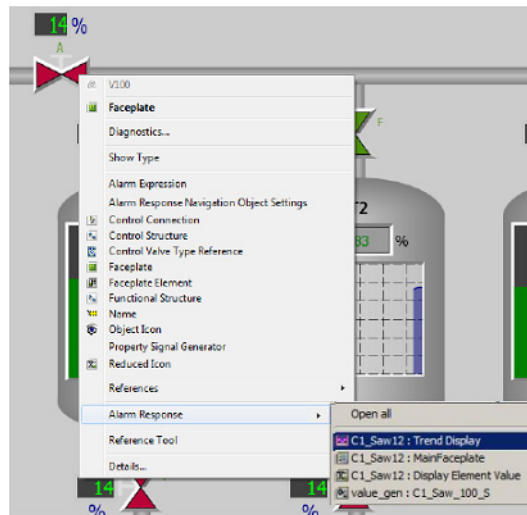 14 %
A
V100
Faceplate
Diagnostics...
Show Type
Alarm Expression
Alarm Response Navigation Object Settings
Control Connection
Control Structure
Control Valve Type Reference
Faceplate
Faceplate Element
Functional Structure
Name
Object Icon
Property Signal Generator
Reduced Icon
References
Alarm Response
Reference Tool
Details...
F
T2
83 %
Open all
C1_Saw12 : Trend Display
C1_Saw12 : MainFaceplate
C1_Saw12 : Display Element Value
value_gen : C1_Saw_100_S
14
%
14
%